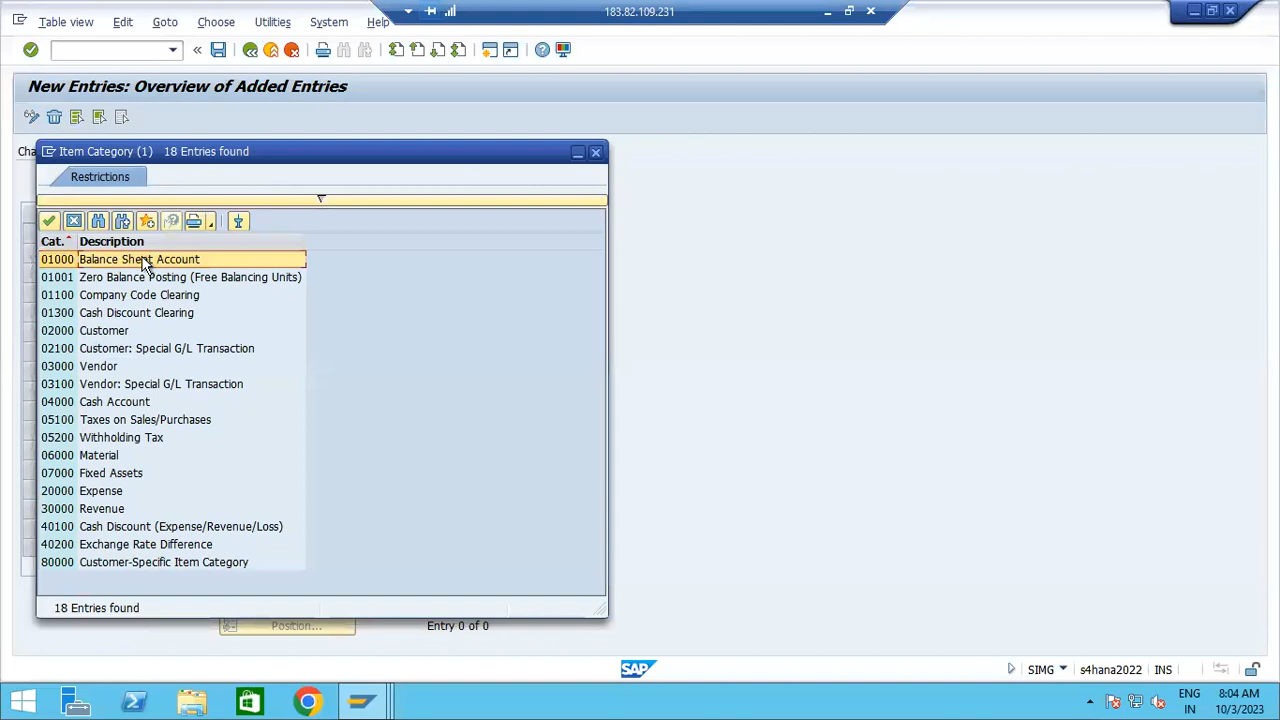 183.82.109.231
Table view Edit Goto Choose Utilities System Help
New Entries: Overview of Added Entries
Cha
Item Category (1) 18 Entries found
Restrictions
Cat. Description
01000 Balance Sheet Account
01001 Zero Balance Posting (Free Balancing Units)
01100 Company Code Clearing
01300 Cash Discount Clearing
02000 Customer
02100 Customer: Special G/L Transaction
03000 Vendor
03100 Vendor: Special G/L Transaction
04000 Cash Account
05100 Taxes on Sales/Purchases
05200 Withholding Tax
06000 Material
07000 Fixed Assets
20000 Expense
30000 Revenue
40100 Cash Discount (Expense/Revenue/Loss)
40200 Exchange Rate Difference
80000 Customer-Specific Item Category
18 Entries found
Position... Entry 0 of 0
SAP
SIMG s4hana2022 INS
ENG 8:04 AM
IN 10/3/2023